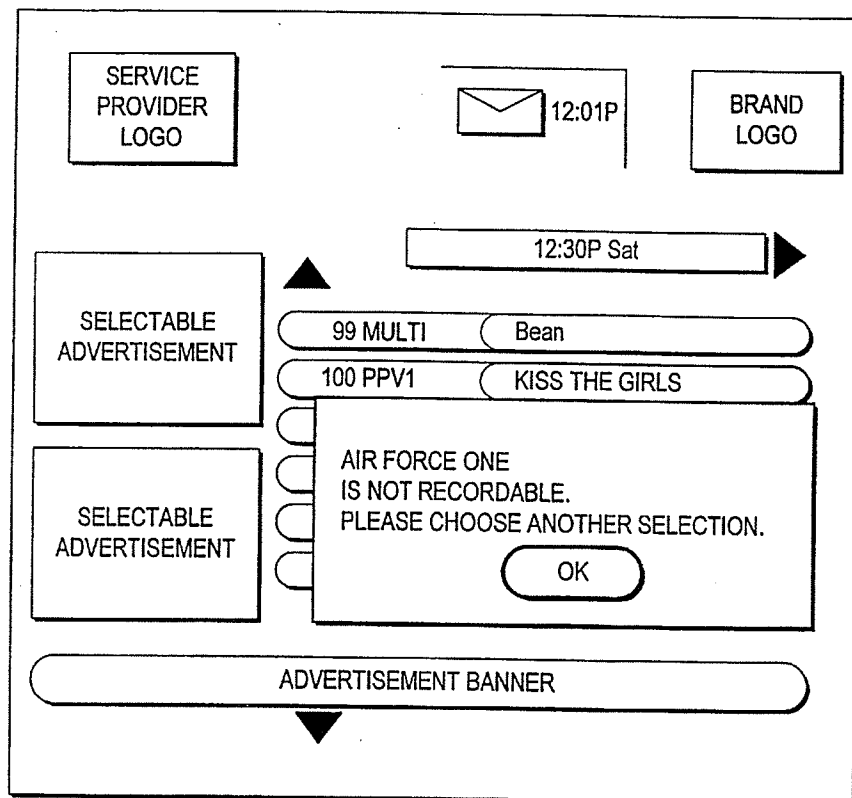 SERVICE
PROVIDER
LOGO
12:01P
BRAND
LOGO
12:30P Sat
SELECTABLE
ADVERTISEMENT
99 MULTI Bean
100 PPV1 KISS THE GIRLS
AIR FORCE ONE
IS NOT RECORDABLE.
PLEASE CHOOSE ANOTHER SELECTION.
OK
SELECTABLE
ADVERTISEMENT
ADVERTISEMENT BANNER